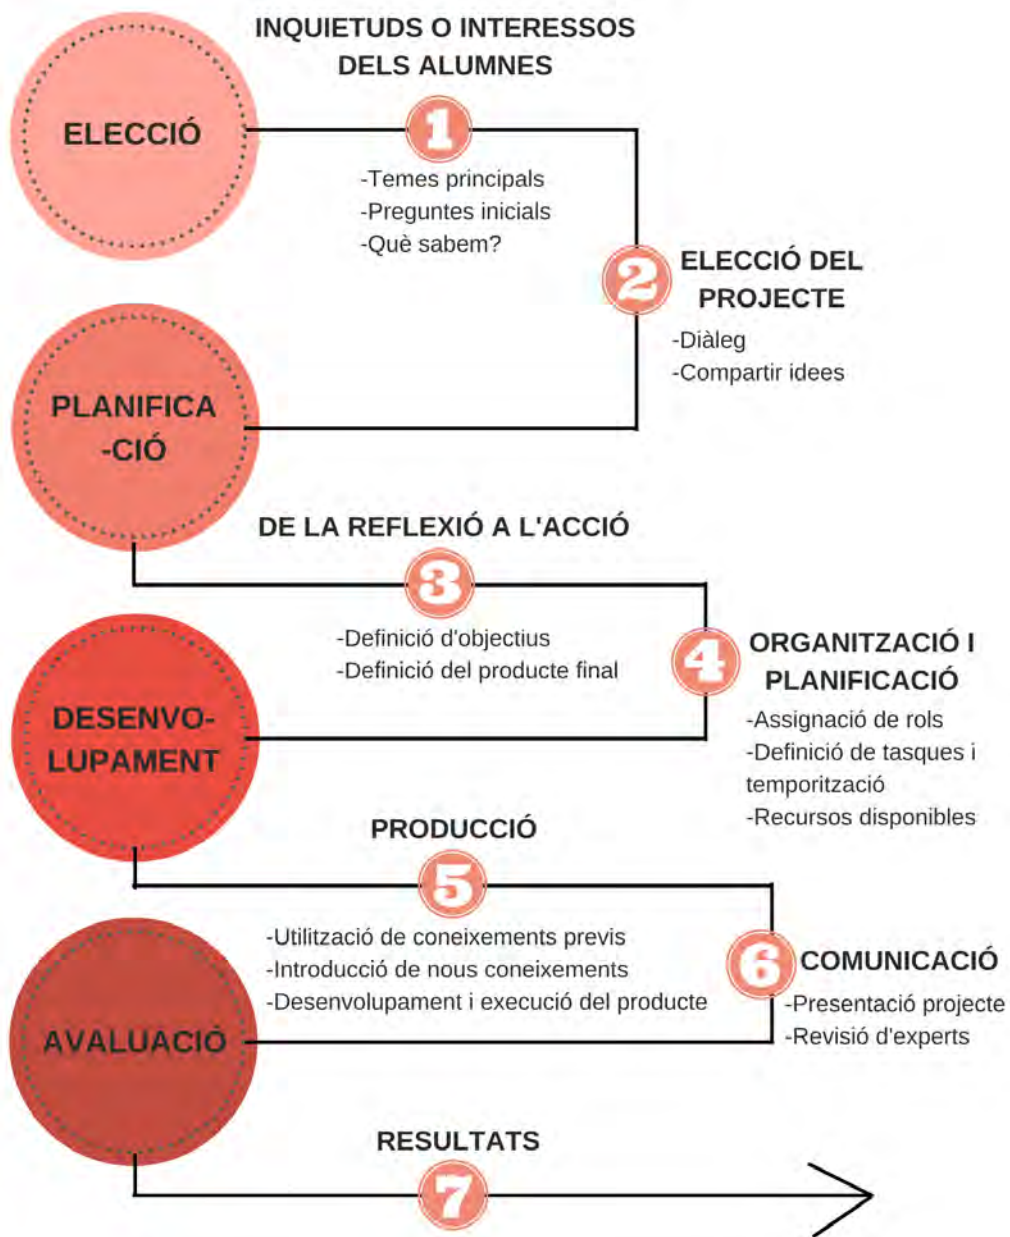 INQUIETUDS O INTERESSOS
DELS ALUMNES
ELECCIÓ
1
-Temes principals
-Preguntes inicials
-Què sabem?
2
ELECCIÓ DEL
PROJECTE
-Diàleg
-Compartir idees
PLANIFICA
-CIÓ
DE LA REFLEXIÓ A L'ACCIÓ
3
-Definició d'objectius
-Definició del producte final
4
ORGANITZACIÓ I
PLANIFICACIÓ
-Assignació de rols
-Definició de tasques i
temporització
-Recursos disponibles
DESENVO-
LUPAMENT
PRODUCCIÓ
5
-Utilització de coneixements previs
-Introducció de nous coneixements
-Desenvolupament i execució del producte
6
COMUNICACIÓ
-Presentació projecte
-Revisió d'experts
AVALUACIÓ
RESULTATS
7